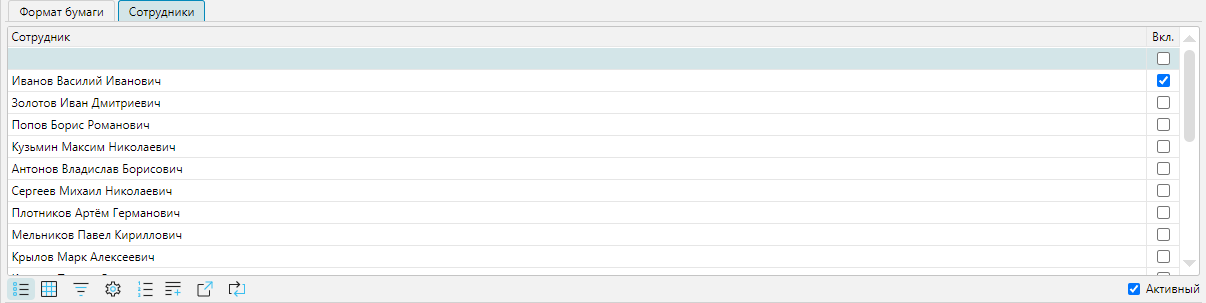 Формат бумаги Сотрудники
Сотрудник Вкл.
Иванов Василий Иванович
Золотов Иван Дмитриевич
Попов Борис Романович
Кузьмин Максим Николаевич
Антонов Владислав Борисович
Сергеев Михаил Николаевич
Плотников Артём Германович
Мельников Павел Кириллович
Крылов Марк Алексеевич
Активный